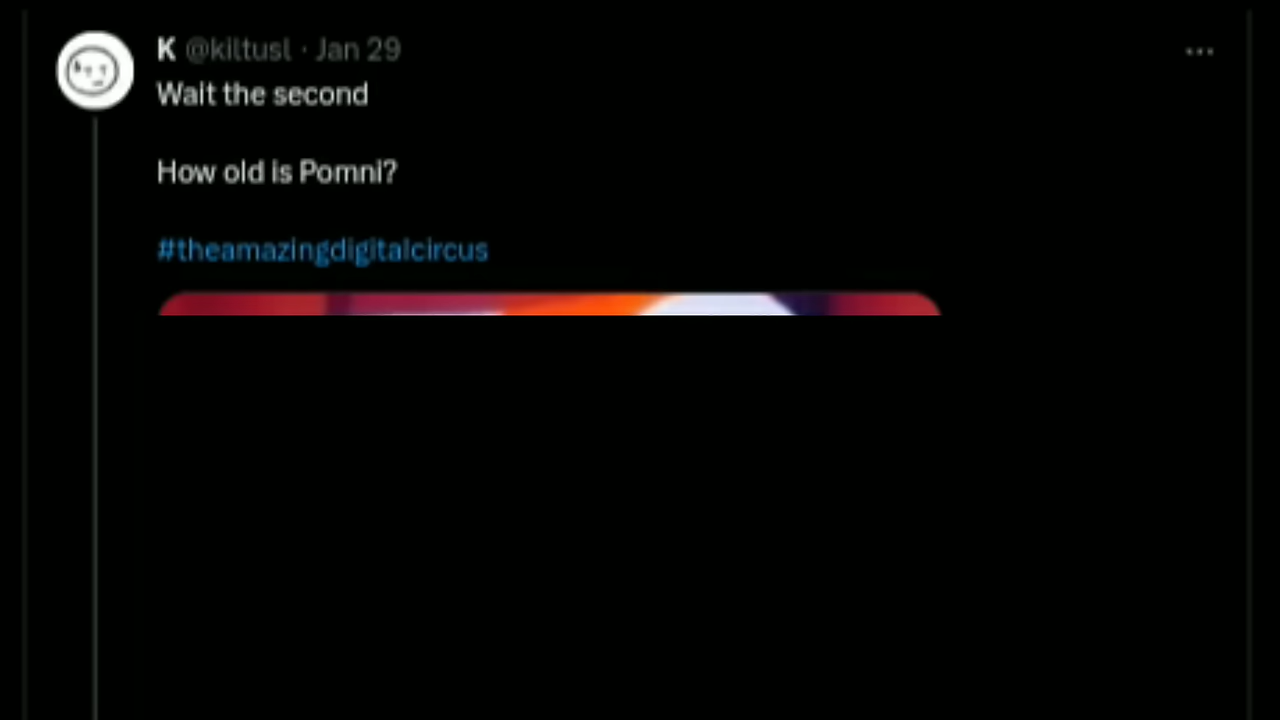 K @kiltusl · Jan 29
Wait the second
How old is Pomni?
#theamazingdigitalcircus